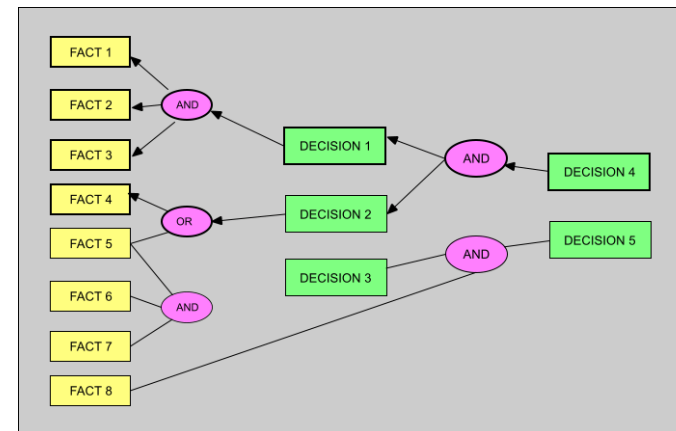 FACT 1
FACT 2
FACT 3
FACT 4
FACT 5
FACT 6
FACT 7
FACT 8
AND
OR
AND
DECISION 1
DECISION 2
DECISION 3
AND
AND
DECISION 4
DECISION 5